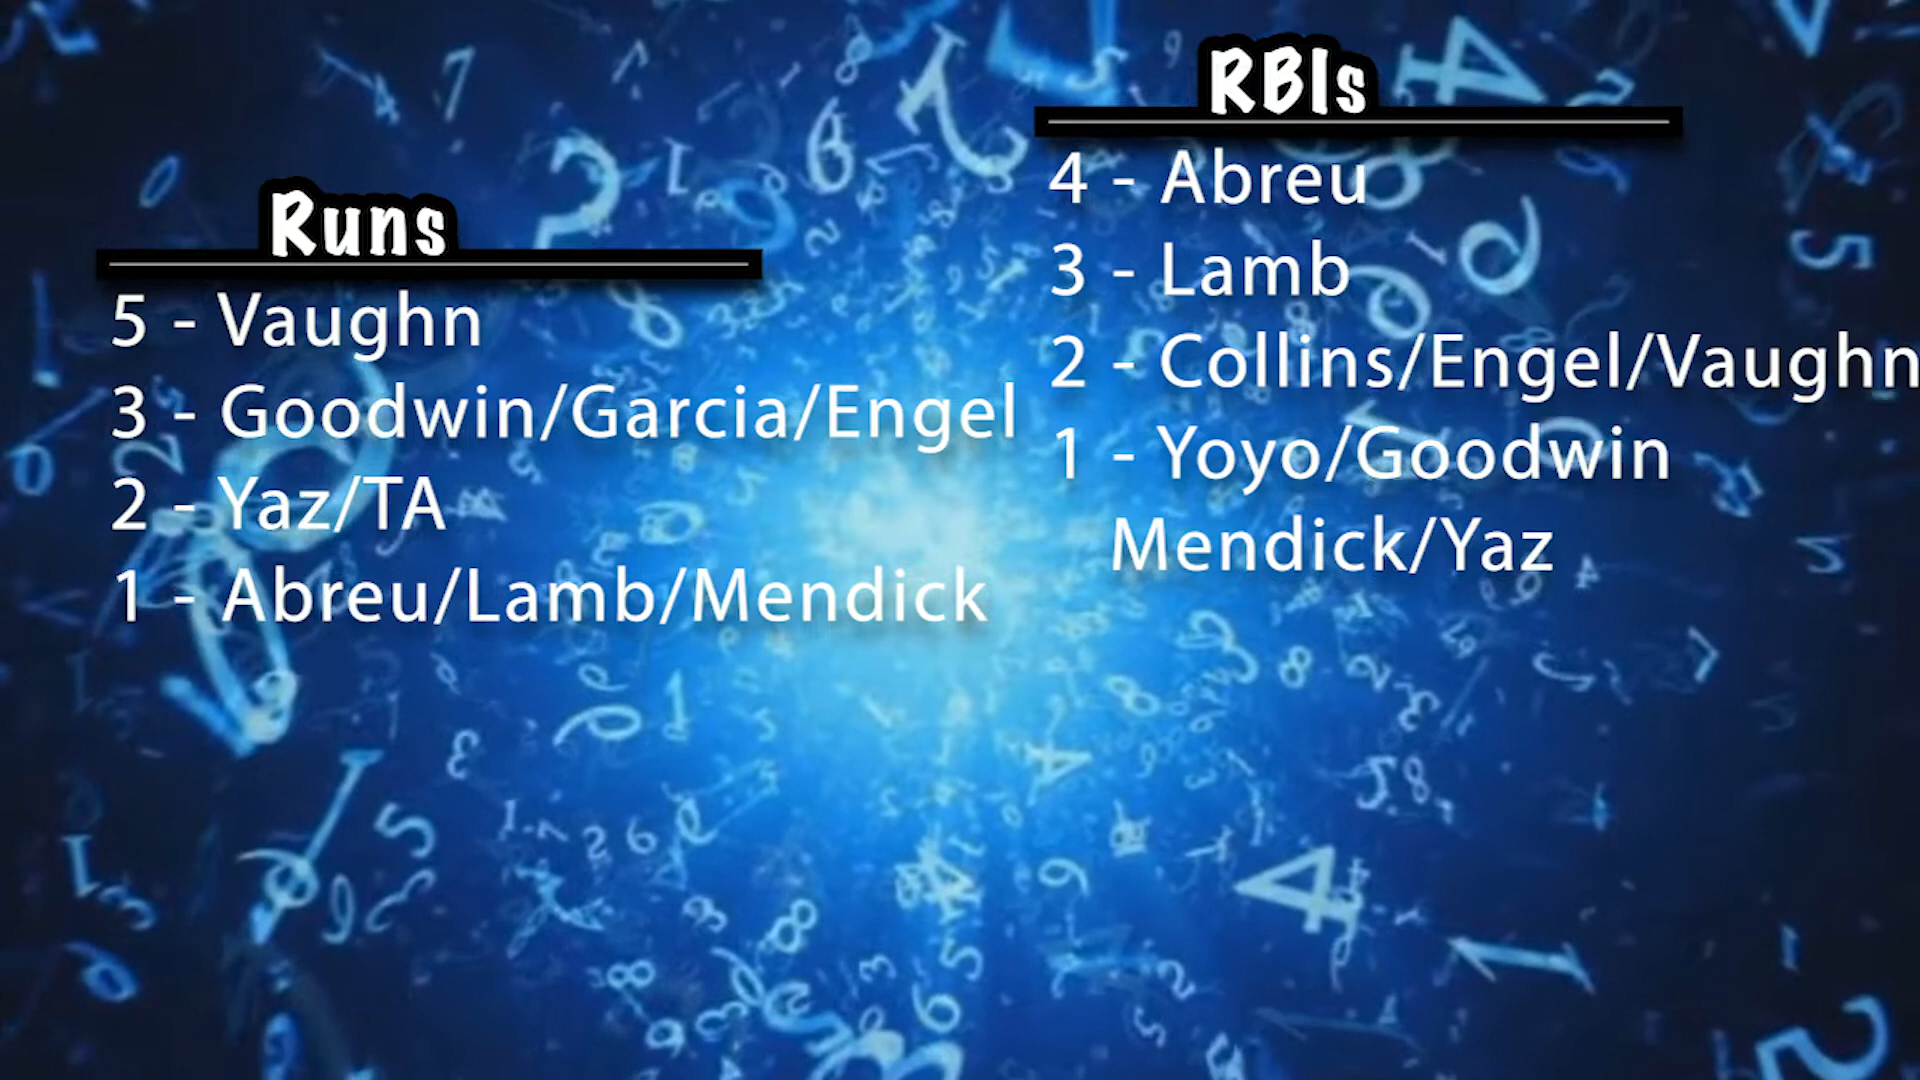 Runs
5 - Vaughn
3 - Goodwin/Garcia/Engel
2 - Yaz/TA
1 - Abreu/Lamb/Mendick
RBIs
4 - Abreu
3 - Lamb
2 - Collins/Engel/Vaughn
1 - Yoyo/Goodwin
Mendick/Yaz